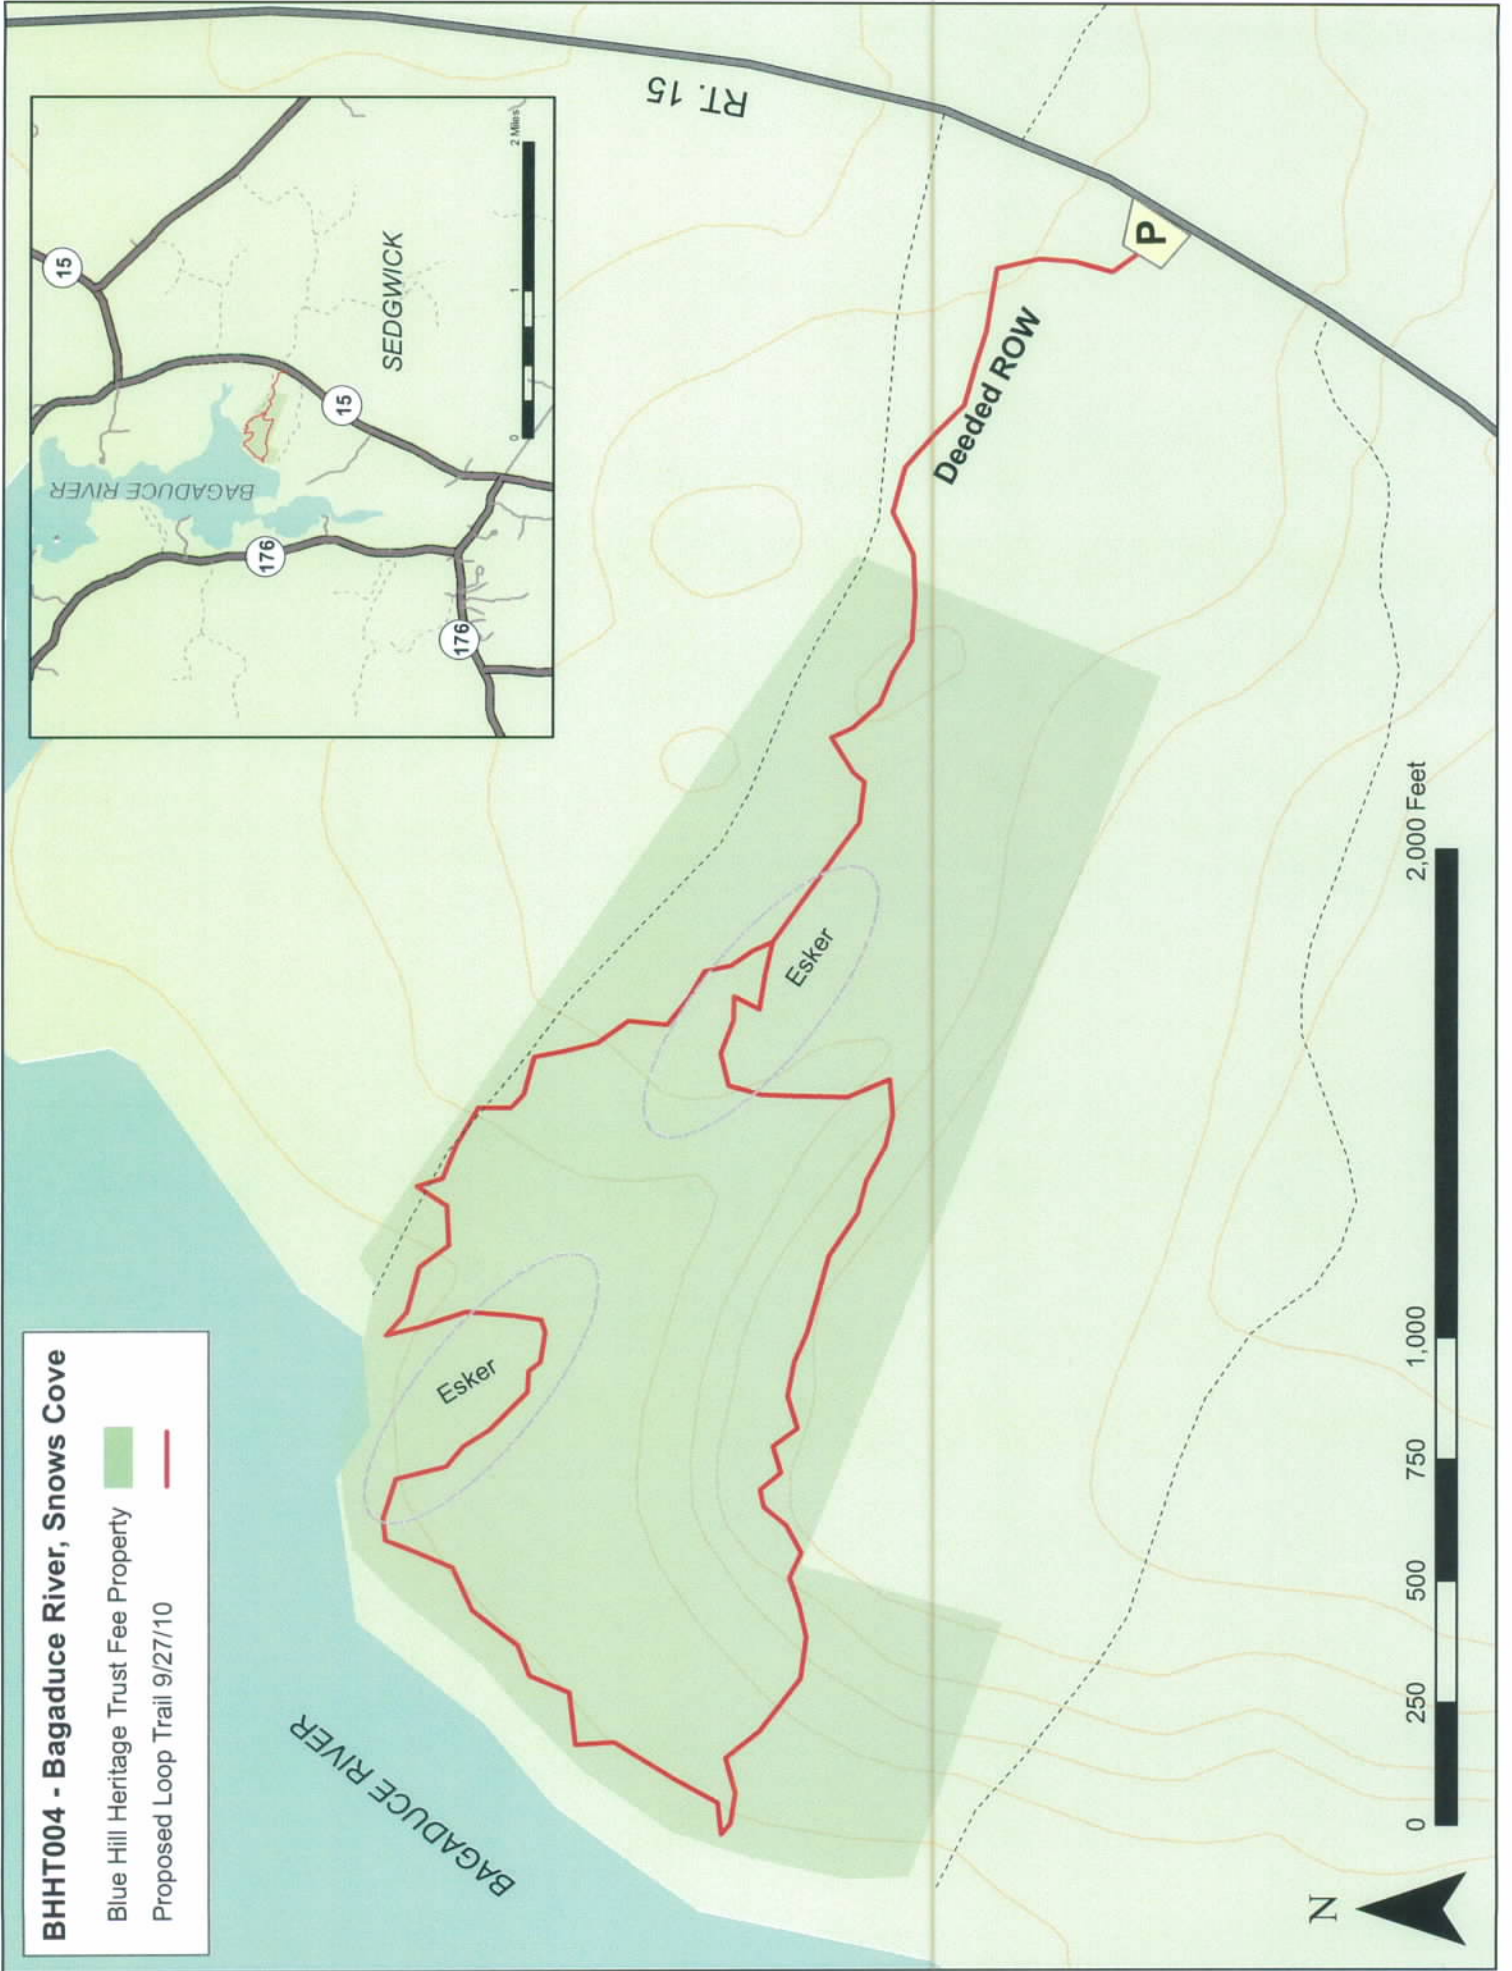 BHHT004 - Bagaduce River, Snows Cove
Blue Hill Heritage Trust Fee Property
Proposed Loop Trail 9/27/10
15
BAGADUCE RIVER
176
15
SEDGWICK
176
0
1
2 Miles
RT. 15
P
Deeded ROW
Esker
Esker
BAGADUCE RIVER
N
0
250
500
750
1,000
2,000 Feet